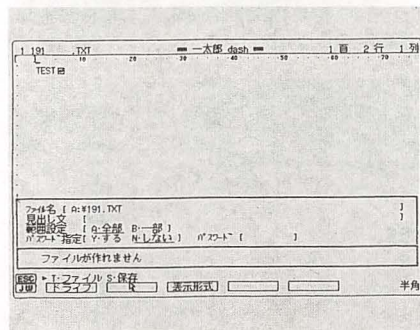 1 191 .TXT 一太郎 dash 1 頁 2 行 1 列
10 20 30 40 50 60 70
TEST
ファイル名 [ A:¥191.TXT ]
見出し文 [ ]
範囲設定 [ A·全部 B·一部 ]
パスワード指定 [ Y·する N·しない ] パスワード [ ]
ファイルが作れません
ESC ▸ T·ファイル S·保存
JW ドライブ 表示形式 半角